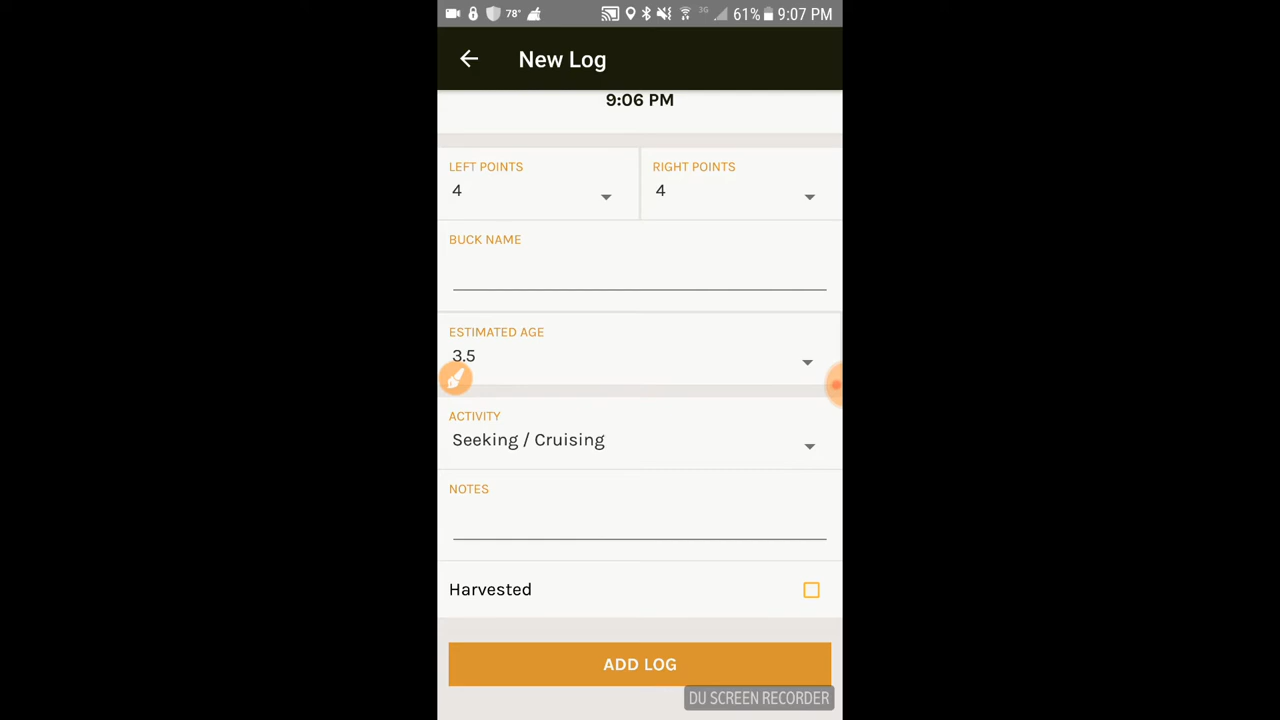 78° 3G 61% 9:07 PM
New Log
9:06 PM
LEFT POINTS RIGHT POINTS
4 4
BUCK NAME
ESTIMATED AGE
3.5
ACTIVITY
Seeking / Cruising
NOTES
Harvested
ADD LOG
DU SCREEN RECORDER